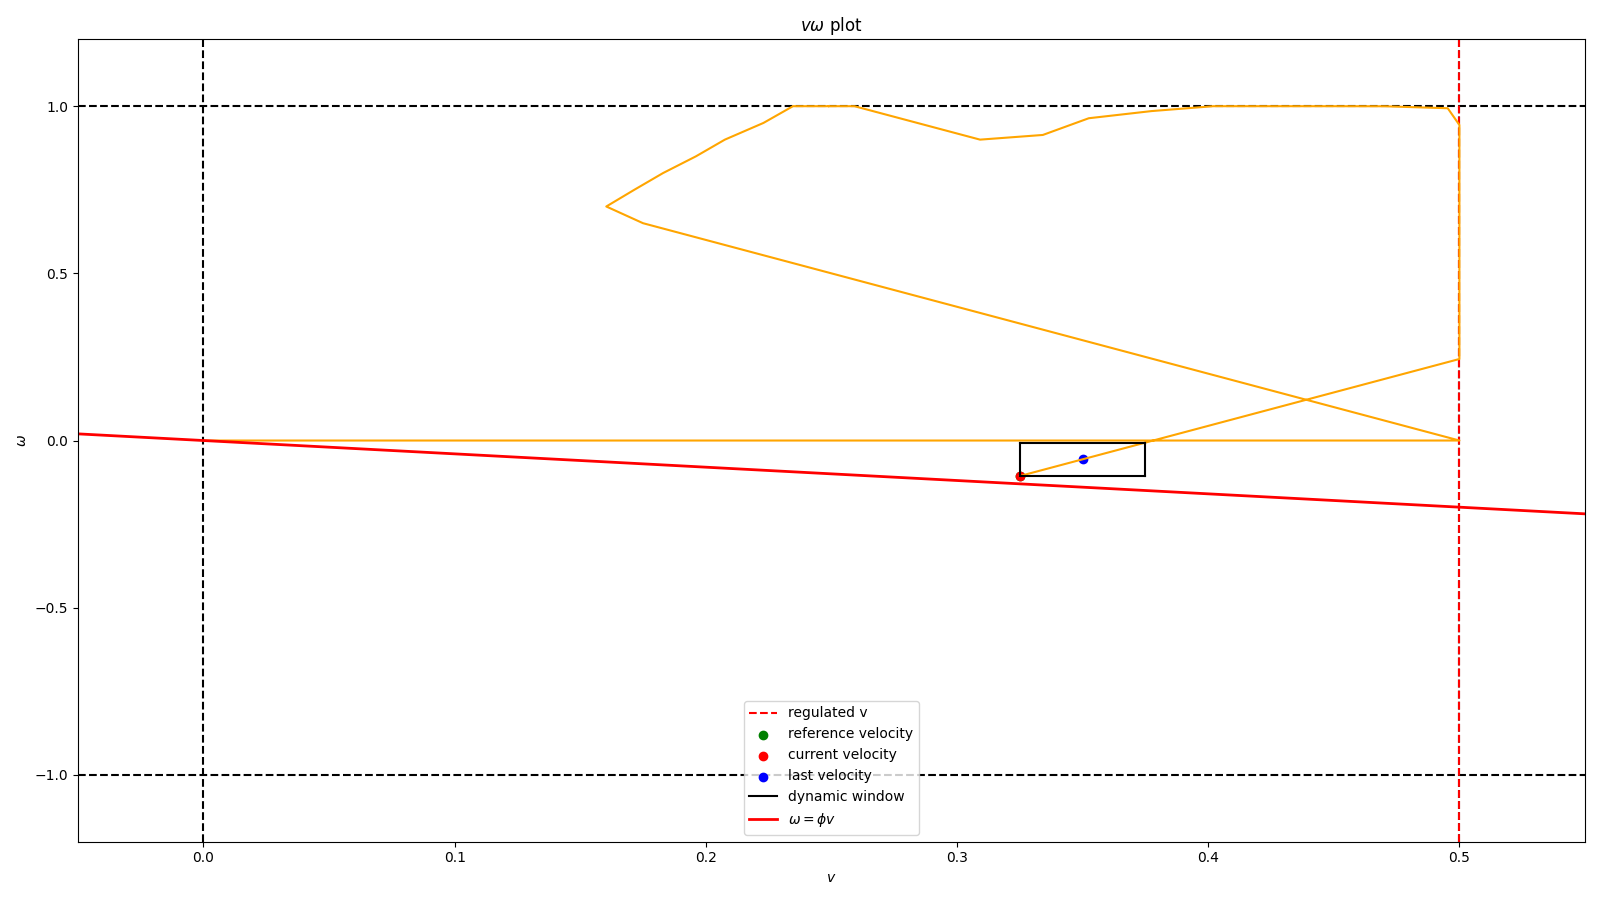 vω plot
1.0
0.5
0.0
−0.5
−1.0
ω
regulated v
reference velocity
current velocity
last velocity
dynamic window
ω = ϕv
0.0 0.1 0.2 0.3 0.4 0.5
v